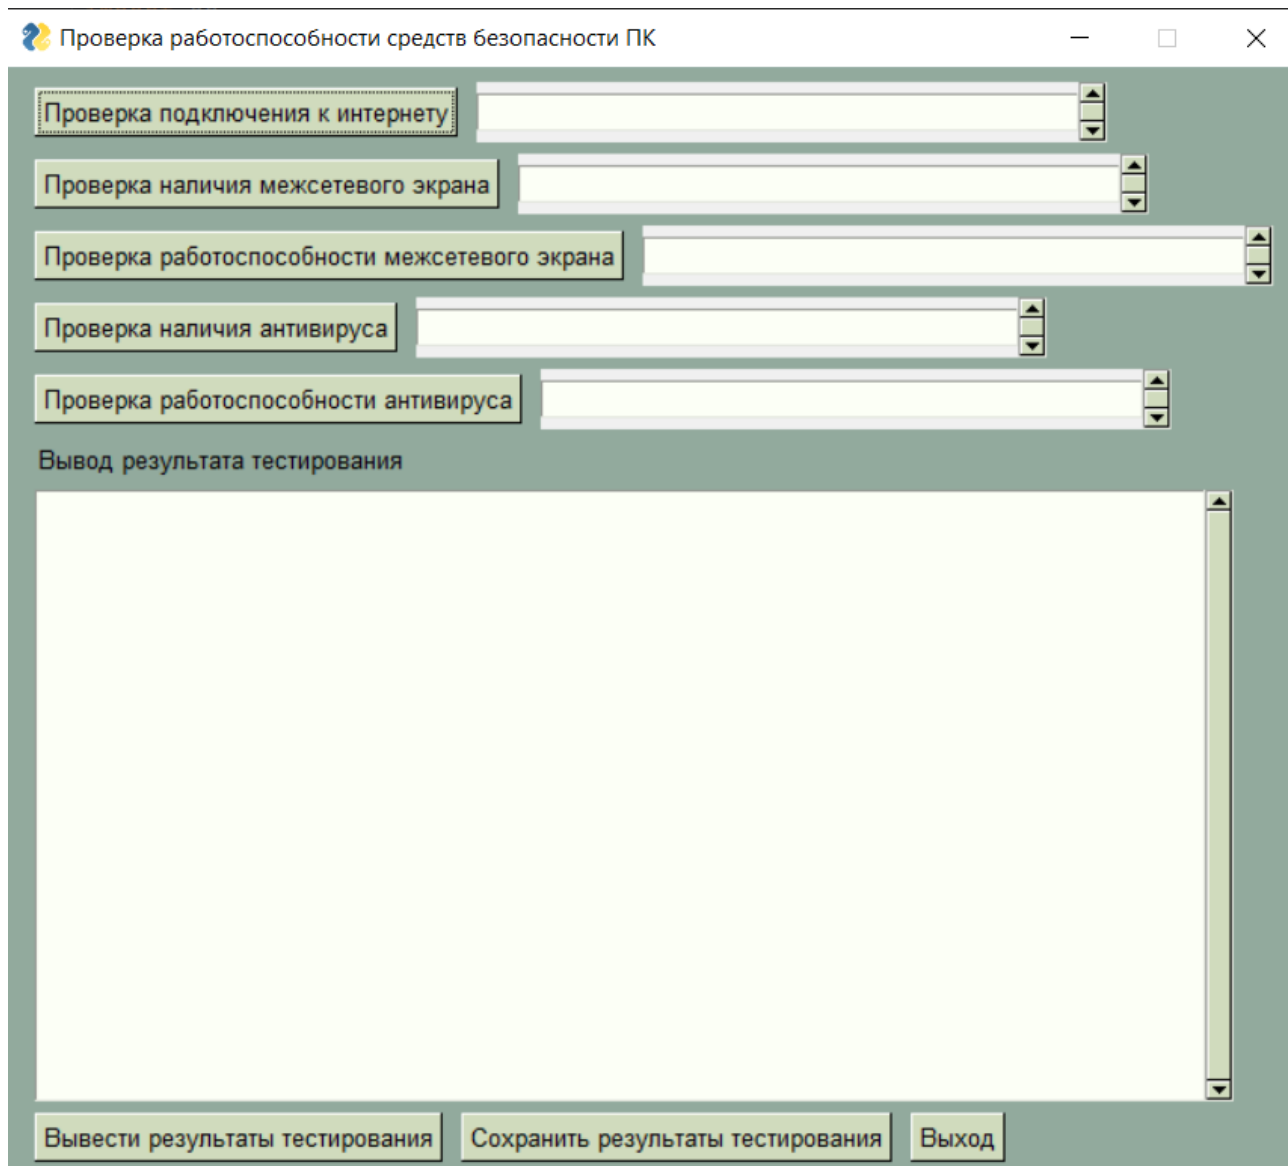 Проверка работоспособности средств безопасности ПК
Проверка подключения к интернету
Проверка наличия межсетевого экрана
Проверка работоспособности межсетевого экрана
Проверка наличия антивируса
Проверка работоспособности антивируса
Вывод результата тестирования
Вывести результаты тестирования Сохранить результаты тестирования Выход